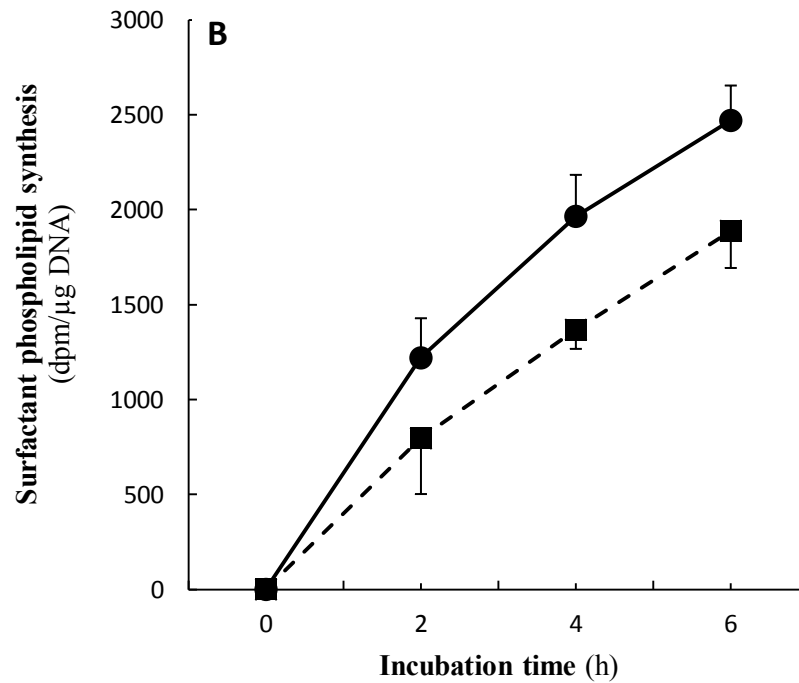 B
Surfactant phospholipid synthesis
(dpm/µg DNA)
3000
2500
2000
1500
1000
500
0
0 2 4 6
Incubation time (h)